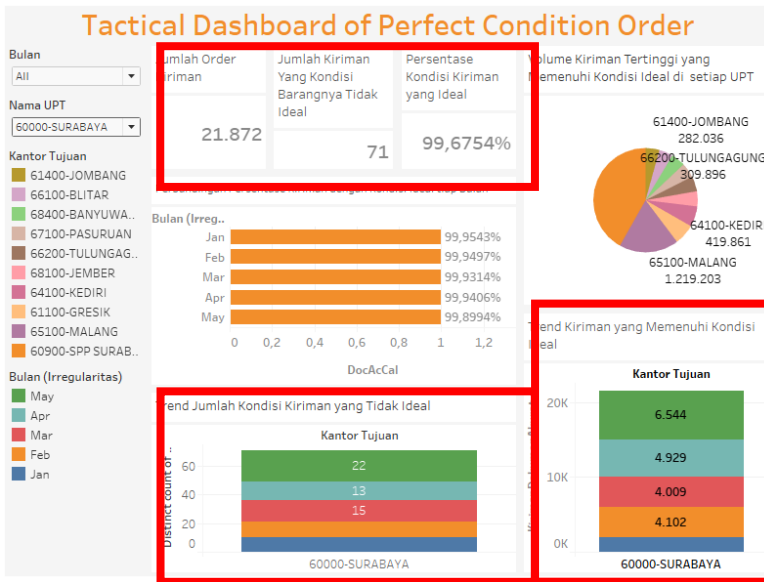 Tactical Dashboard of Perfect Condition Order
Bulan
All
Nama UPT
60000-SURABAYA
Kantor Tujuan
61400-JOMBANG
66100-BLITAR
68400-BANYUWA..
67100-PASURUAN
66200-TULUNGAG..
68100-JEMBER
64100-KEDIRI
61100-GRESIK
65100-MALANG
60900-SPP SURAB..
Bulan (Irregularitas)
May
Apr
Mar
Feb
Jan
Jumlah Order
Kiriman
21.872
Jumlah Kiriman
Yang Kondisi
Barangnya Tidak
Ideal
71
Persentase
Kondisi Kiriman
yang Ideal
99,6754%
Volume Kiriman Tertinggi yang
Memenuhi Kondisi Ideal di setiap UPT
61400-JOMBANG
282.036
66200-TULUNGAGUNG
309.896
64100-KEDIRI
419.861
65100-MALANG
1.219.203
Bulan (Irreg..
Jan 99,9543%
Feb 99,9497%
Mar 99,9314%
Apr 99,9406%
May 99,8994%
0 0,2 0,4 0,6 0,8 1 1,2
DocAcCal
Trend Jumlah Kondisi Kiriman yang Tidak Ideal
Kantor Tujuan
Distinct count of ..
60
40
20
0
22
13
15
60000-SURABAYA
Trend Kiriman yang Memenuhi Kondisi
Ideal
Kantor Tujuan
20K
10K
0K
6.544
4.929
4.009
4.102
60000-SURABAYA